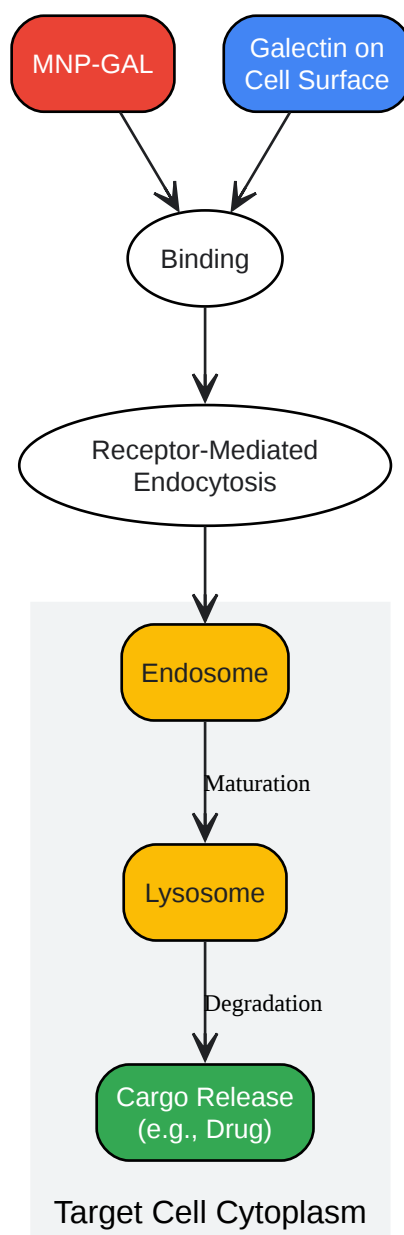 MNP-GAL
Galectin on
Cell Surface
Binding
Receptor-Mediated
Endocytosis
Endosome
Maturation
Lysosome
Degradation
Cargo Release
(e.g., Drug)
Target Cell Cytoplasm